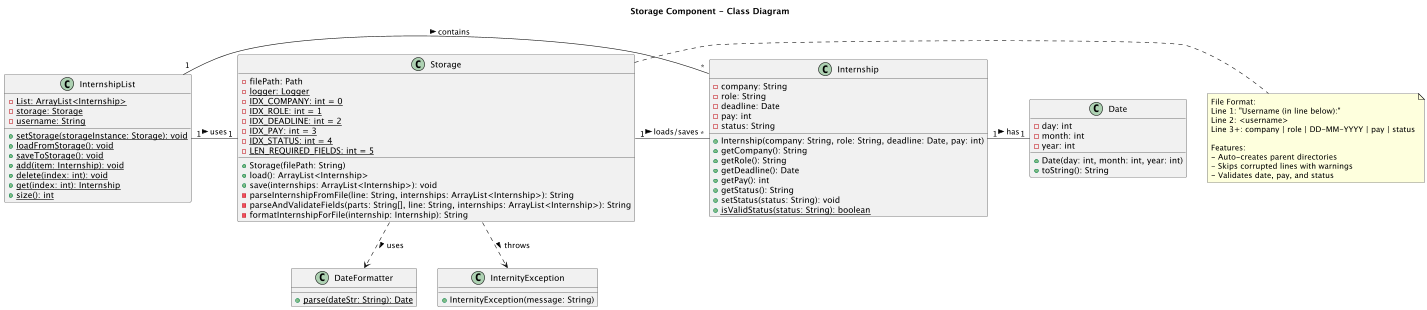 Storage Component - Class Diagram
contains
1
*
C InternshipList
List: ArrayList<Internship>
storage: Storage
username: String
setStorage(storageInstance: Storage): void
loadFromStorage(): void
saveToStorage(): void
add(item: Internship): void
delete(index: int): void
get(index: int): Internship
size(): int
1 uses 1
C Storage
filePath: Path
logger: Logger
IDX_COMPANY: int = 0
IDX_ROLE: int = 1
IDX_DEADLINE: int = 2
IDX_PAY: int = 3
IDX_STATUS: int = 4
LEN_REQUIRED_FIELDS: int = 5
Storage(filePath: String)
load(): ArrayList<Internship>
save(internships: ArrayList<Internship>): void
parseInternshipFromFile(line: String, internships: ArrayList<Internship>): String
parseAndValidateFields(parts: String[], line: String, internships: ArrayList<Internship>): String
formatInternshipForFile(internship: Internship): String
1 loads/saves *
C Internship
company: String
role: String
deadline: Date
pay: int
status: String
Internship(company: String, role: String, deadline: Date, pay: int)
getCompany(): String
getRole(): String
getDeadline(): Date
getPay(): int
getStatus(): String
setStatus(status: String): void
isValidStatus(status: String): boolean
1 has 1
C Date
day: int
month: int
year: int
Date(day: int, month: int, year: int)
toString(): String
File Format:
Line 1: "Username (in line below):"
Line 2: <username>
Line 3+: company | role | DD-MM-YYYY | pay | status
Features:
- Auto-creates parent directories
- Skips corrupted lines with warnings
- Validates date, pay, and status
uses
throws
C DateFormatter
parse(dateStr: String): Date
C InternityException
InternityException(message: String)